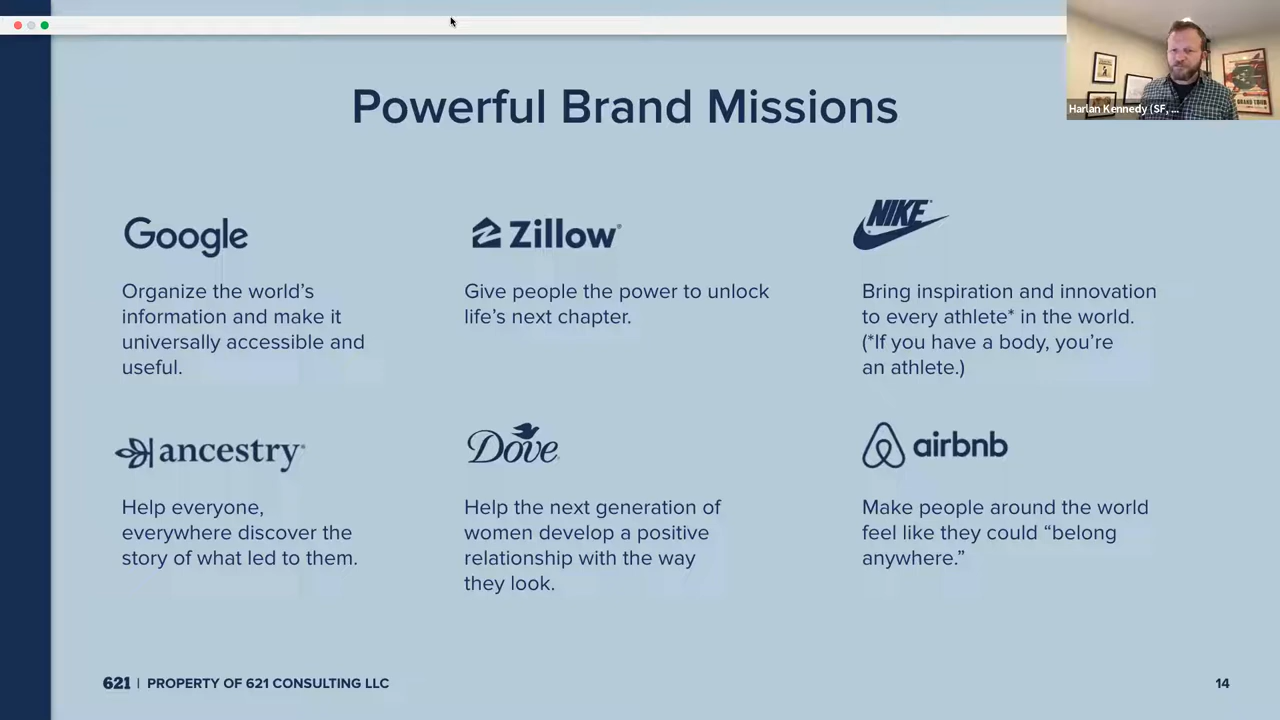 Powerful Brand Missions
Harlan Kennedy (SF, ...
GRAND TOUR
Google
Organize the world’s
information and make it
universally accessible and
useful.
Zillow®
Give people the power to unlock
life’s next chapter.
NIKE
Bring inspiration and innovation
to every athlete* in the world.
(*If you have a body, you’re
an athlete.)
ancestry®
Help everyone,
everywhere discover the
story of what led to them.
Dove
Help the next generation of
women develop a positive
relationship with the way
they look.
airbnb
Make people around the world
feel like they could “belong
anywhere.”
621 | PROPERTY OF 621 CONSULTING LLC
14